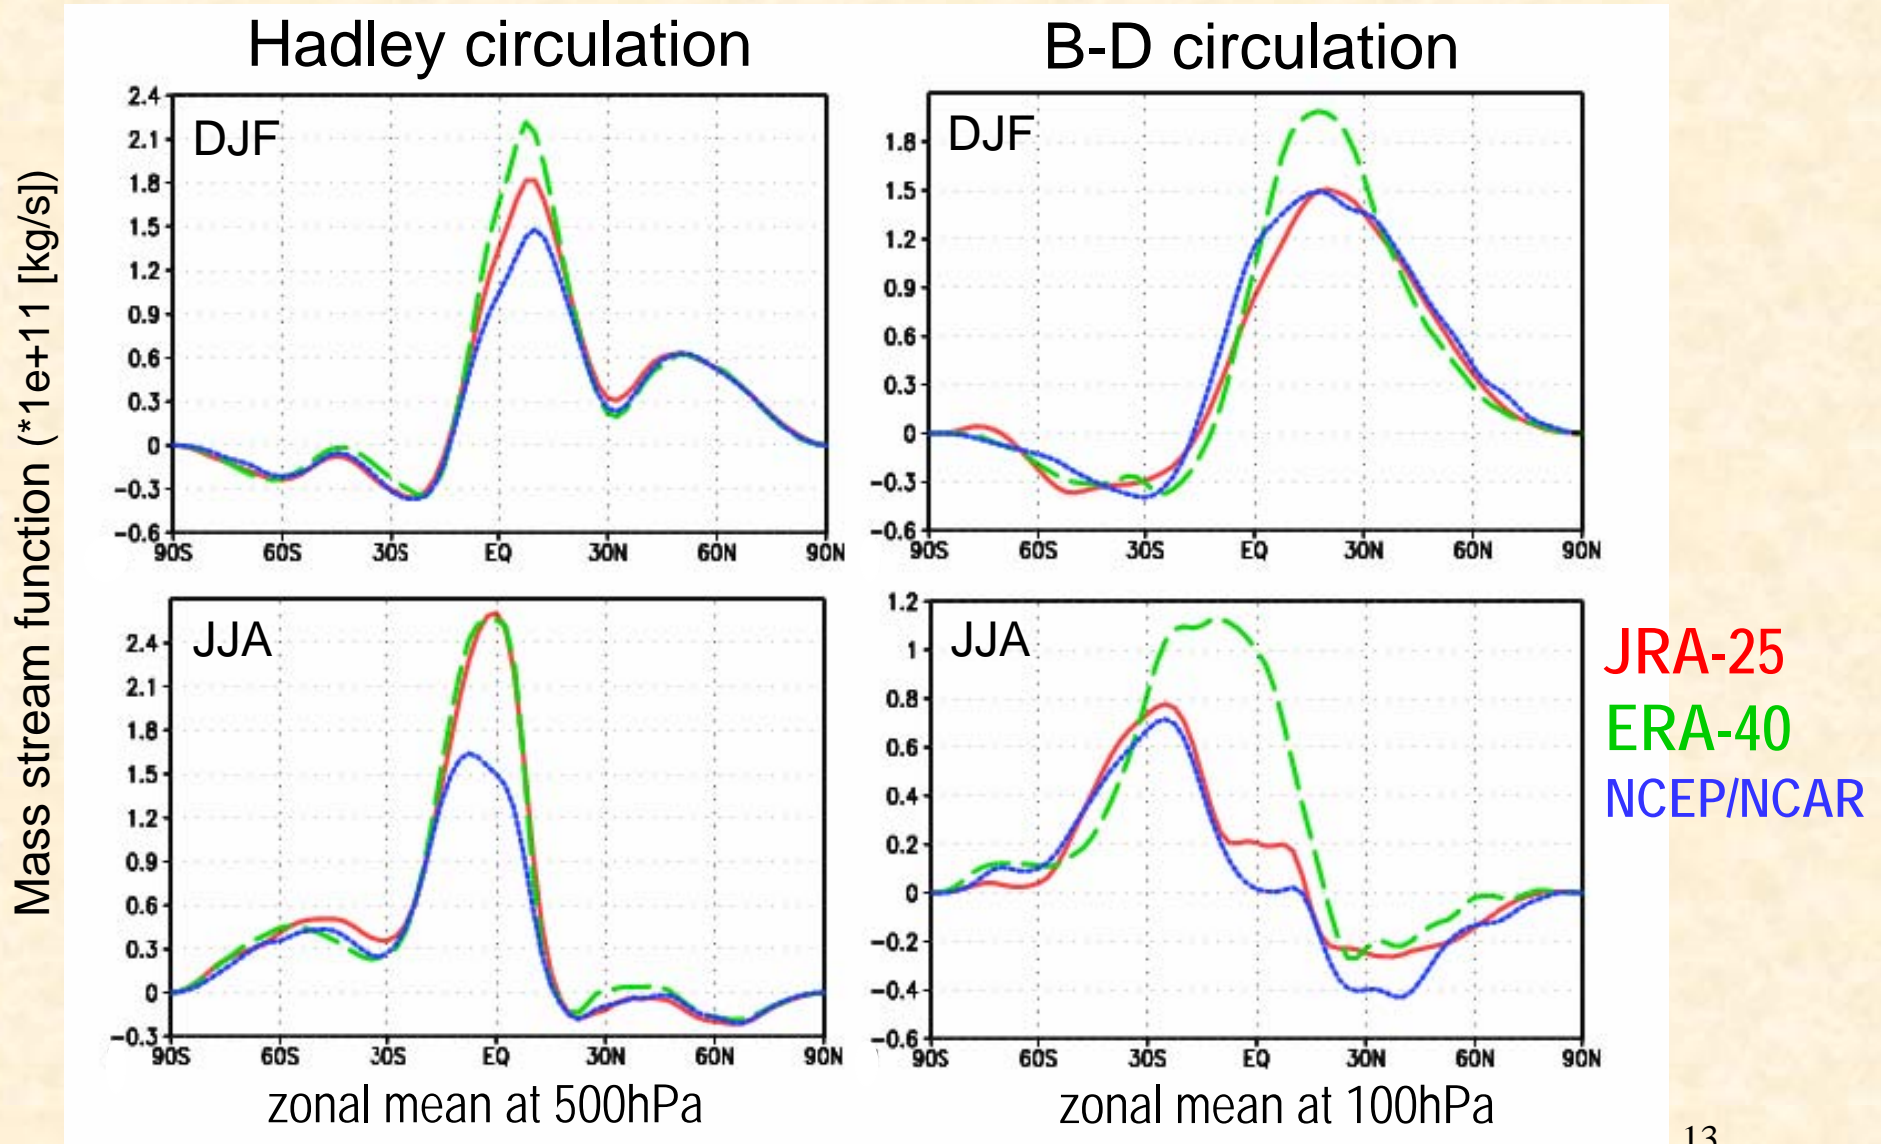 Hadley circulation
B-D circulation
Mass stream function (*1e+11 [kg/s])
DJF
2.4
2.1
1.8
1.5
1.2
0.9
0.6
0.3
0
-0.3
-0.6
90S 60S 30S EQ 30N 60N 90N
DJF
1.8
1.5
1.2
0.9
0.6
0.3
0
-0.3
-0.6
90S 60S 30S EQ 30N 60N 90N
JJA
2.4
2.1
1.8
1.5
1.2
0.9
0.6
0.3
0
-0.3
90S 60S 30S EQ 30N 60N 90N
zonal mean at 500hPa
JJA
1.2
1
0.8
0.6
0.4
0.2
0
-0.2
-0.4
-0.6
90S 60S 30S EQ 30N 60N 90N
zonal mean at 100hPa
JRA-25
ERA-40
NCEP/NCAR
13